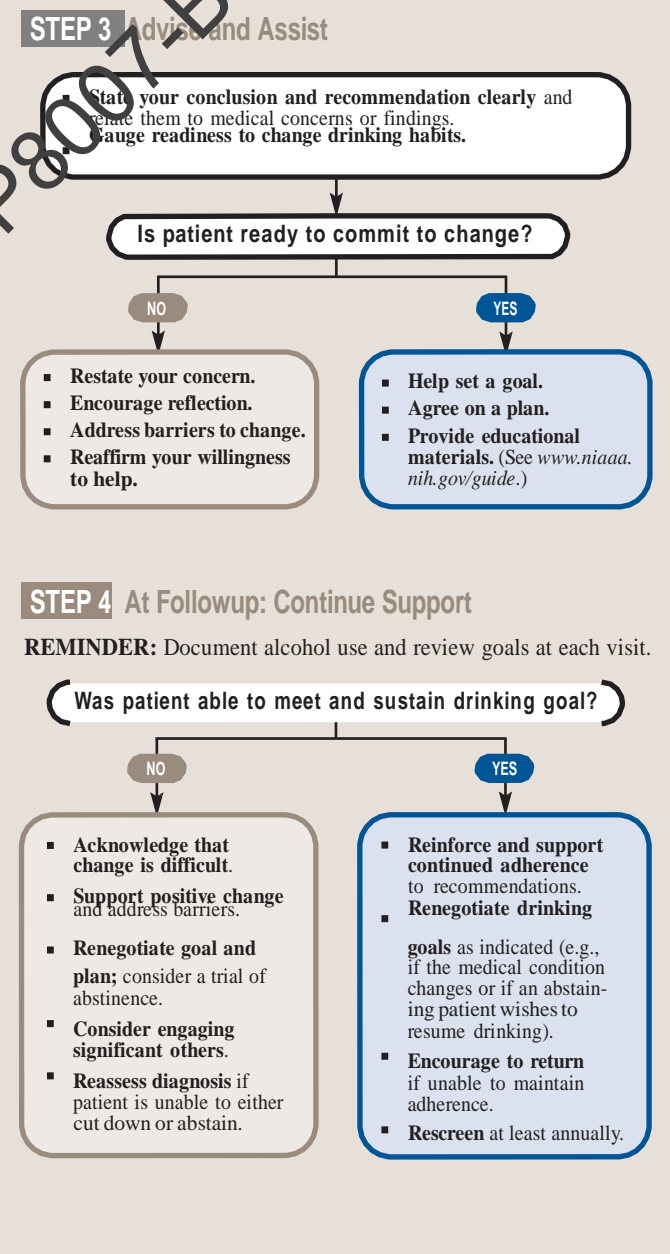 STEP 3 Advise and Assist
▪ State your conclusion and recommendation clearly and
relate them to medical concerns or findings.
▪ Gauge readiness to change drinking habits.
Is patient ready to commit to change?
NO
▪ Restate your concern.
▪ Encourage reflection.
▪ Address barriers to change.
▪ Reaffirm your willingness
to help.
YES
▪ Help set a goal.
▪ Agree on a plan.
▪ Provide educational
materials. (See www.niaaa.
nih.gov/guide.)
STEP 4 At Followup: Continue Support
REMINDER: Document alcohol use and review goals at each visit.
Was patient able to meet and sustain drinking goal?
NO
▪ Acknowledge that
change is difficult.
▪ Support positive change
and address barriers.
▪ Renegotiate goal and
plan; consider a trial of
abstinence.
▪ Consider engaging
significant others.
▪ Reassess diagnosis if
patient is unable to either
cut down or abstain.
YES
▪ Reinforce and support
continued adherence
to recommendations.
▪ Renegotiate drinking
goals as indicated (e.g.,
if the medical condition
changes or if an abstain-
ing patient wishes to
resume drinking).
▪ Encourage to return
if unable to maintain
adherence.
▪ Rescreen at least annually.
P8007-B